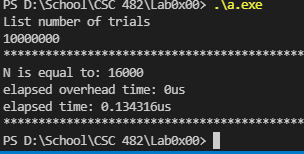 PS D:\School\CSC 482\Lab0x00> .\a.exe
List number of trials
10000000
********************************************
N is equal to: 16000
elapsed overhead time: 0us
elapsed time: 0.134316us
********************************************
PS D:\School\CSC 482\Lab0x00>